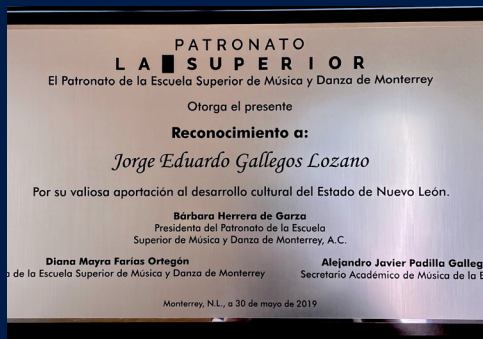 PATRONATO
LA SUPERIOR
El Patronato de la Escuela Superior de Música y Danza de Monterrey
Otorga el presente
Reconocimiento a:
Jorge Eduardo Gallegos Lozano
Por su valiosa aportación al desarrollo cultural del Estado de Nuevo León.
Bárbara Herrera de Garza
Presidenta del Patronato de la Escuela
Superior de Música y Danza de Monterrey, A.C.
Diana Mayra Farías Ortegón
a de la Escuela Superior de Música y Danza de Monterrey
Alejandro Javier Padilla Galleg
Secretario Académico de Música de la E
Monterrey, N.L., a 30 de mayo de 2019